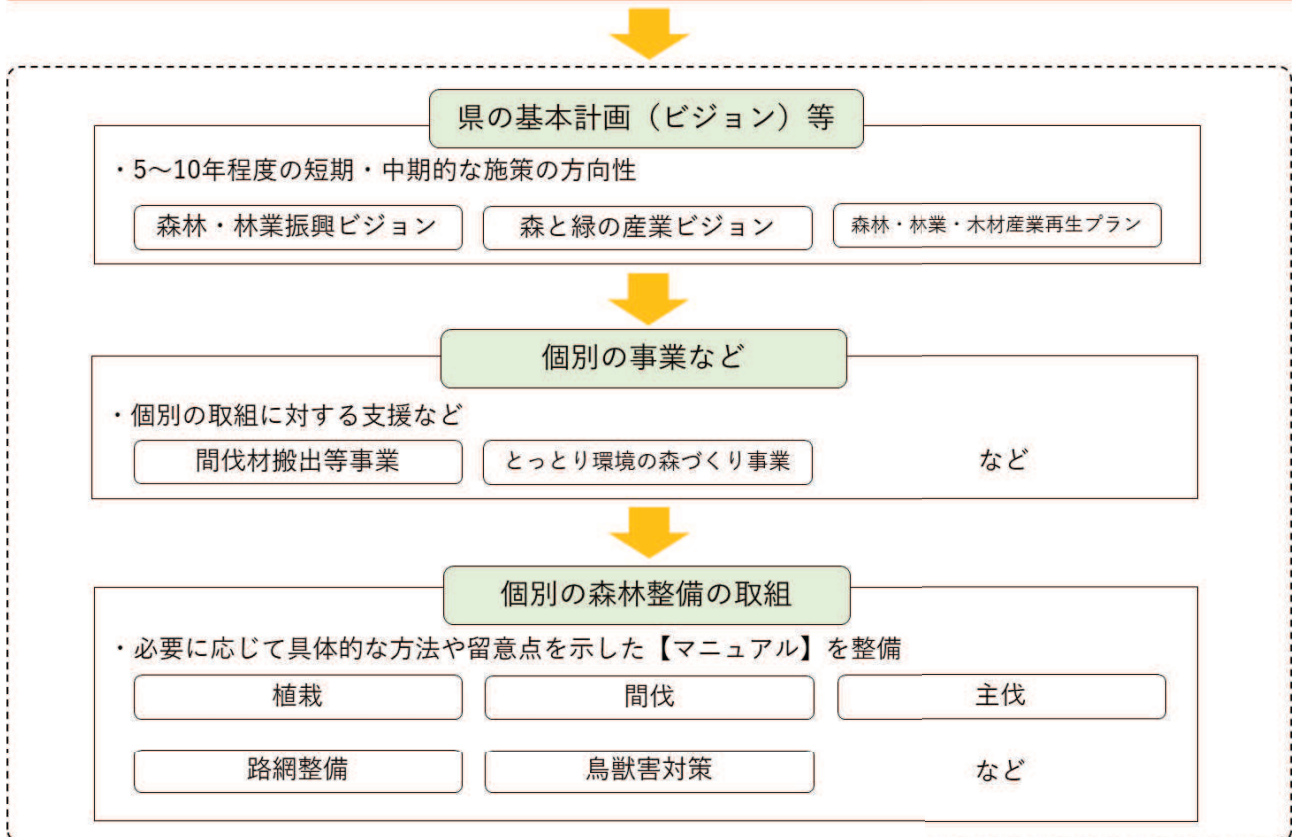 県の基本計画（ビジョン）等
・5～10年程度の短期・中期的な施策の方向性
森林・林業振興ビジョン
森と緑の産業ビジョン
森林・林業・木材産業再生プラン
個別の事業など
・個別の取組に対する支援など
間伐材搬出等事業
とっとり環境の森づくり事業
など
個別の森林整備の取組
・必要に応じて具体的な方法や留意点を示した【マニュアル】を整備
植栽
間伐
主伐
路網整備
鳥獣害対策
など